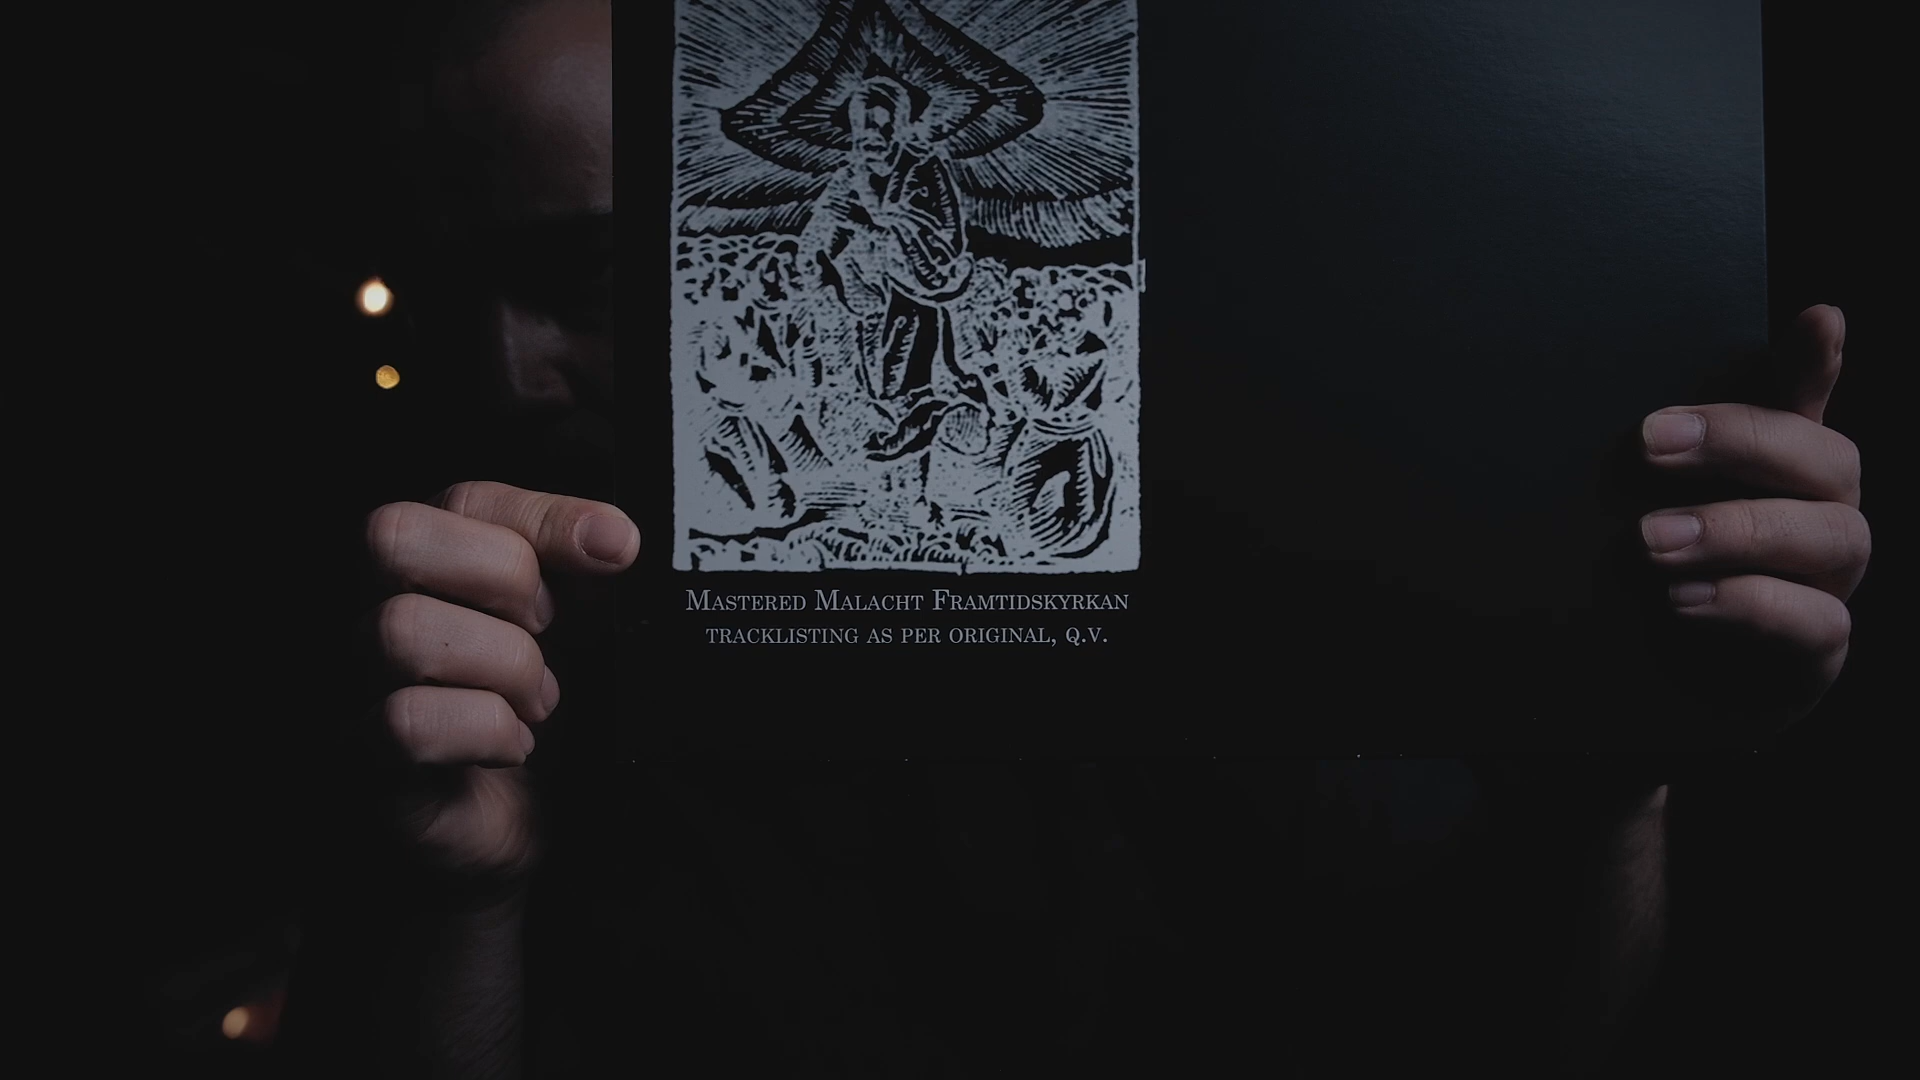 Mastered Malacht Framtidskyrkan
tracklisting as per original, q.v.